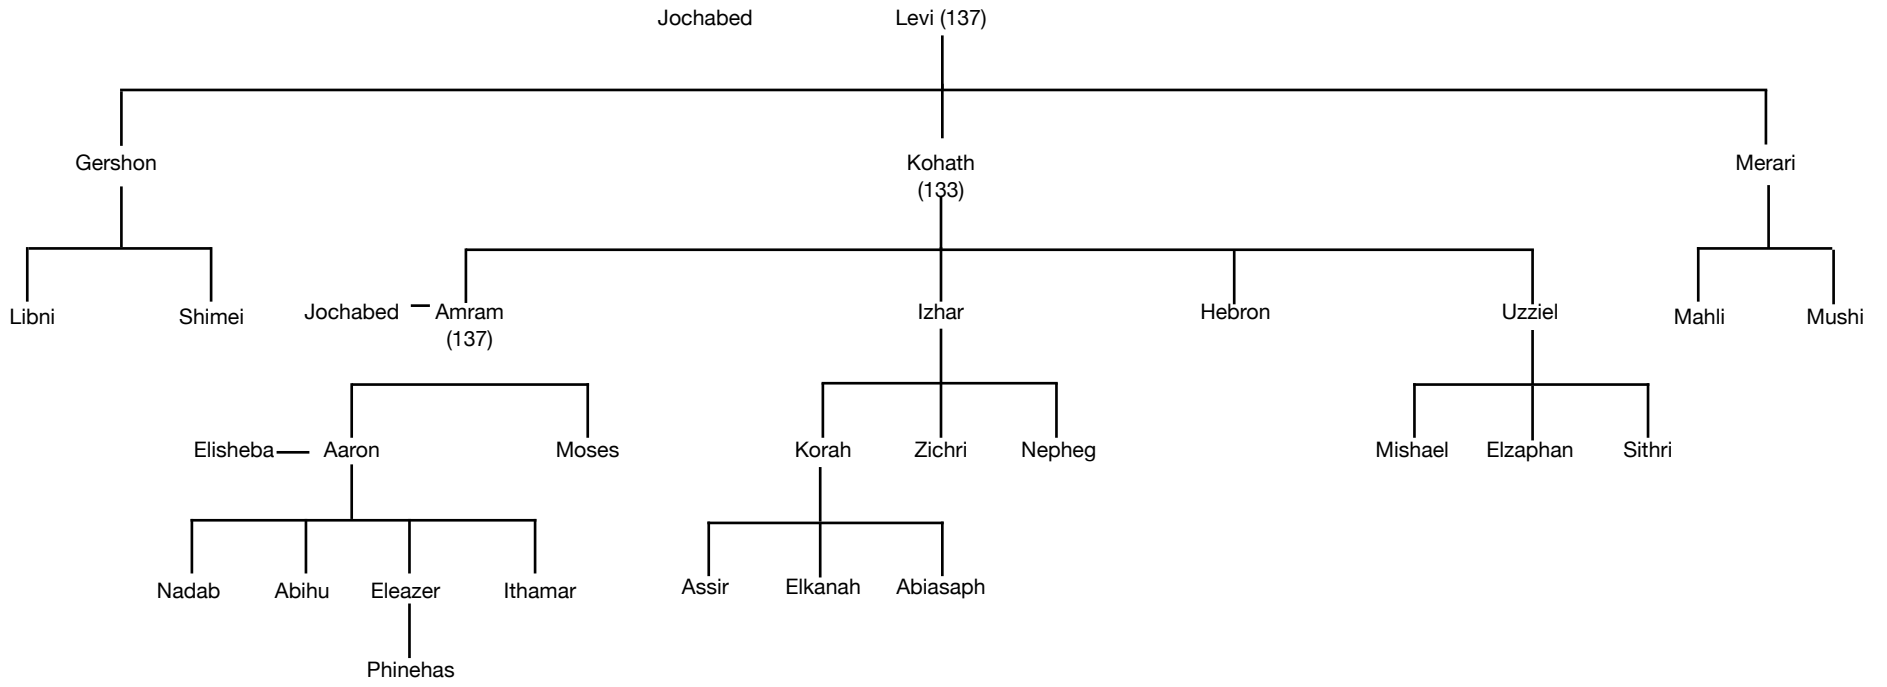 Jochabed Levi (137)
Gershon Kohath Merari
(133)
Libni Shimei Jochabed Amram Izhar Hebron Uzziel Mahli Mushi
(137)
Elisheba Aaron Moses Korah Zichri Nepheg Mishael Elzaphan Sithri
Nadab Abihu Eleazer Ithamar Assir Elkanah Abiasaph
Phinehas